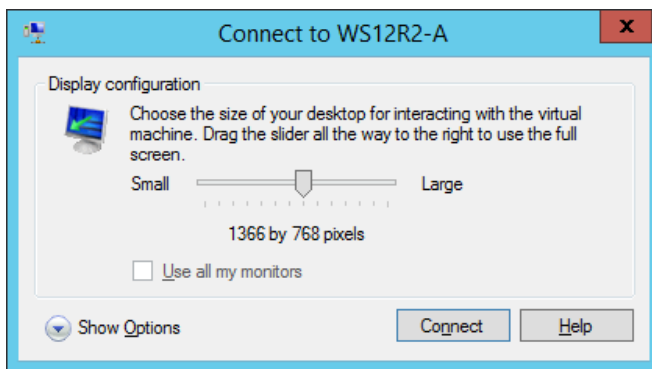 Connect to WS12R2-A
X
Display configuration
Choose the size of your desktop for interacting with the virtual
machine. Drag the slider all the way to the right to use the full
screen.
Small Large
1366 by 768 pixels
Use all my monitors
Show Options Connect Help